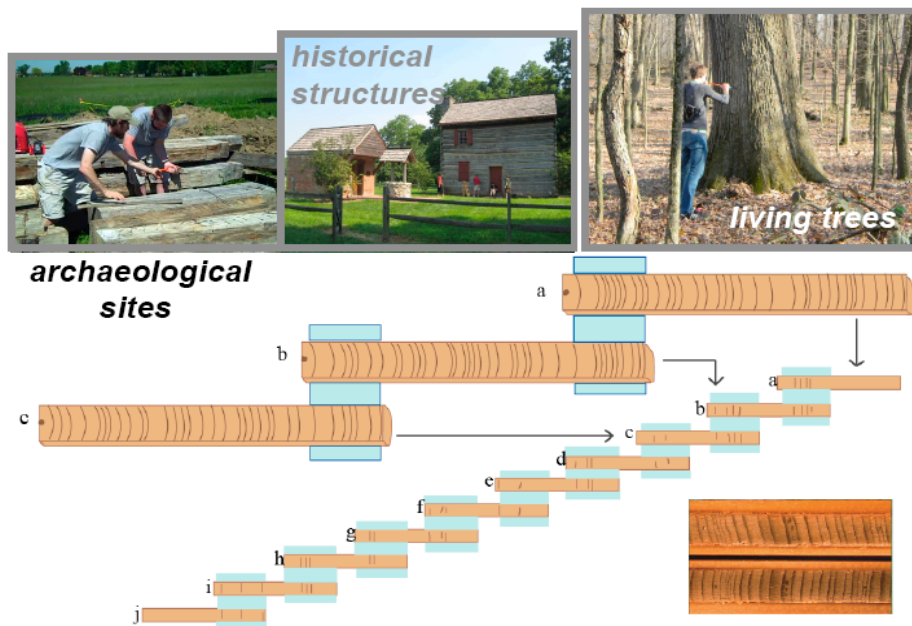 historical
structures
living trees
archaeological
sites
a
b
c
a
b
c
d
e
f
g
h
i
j